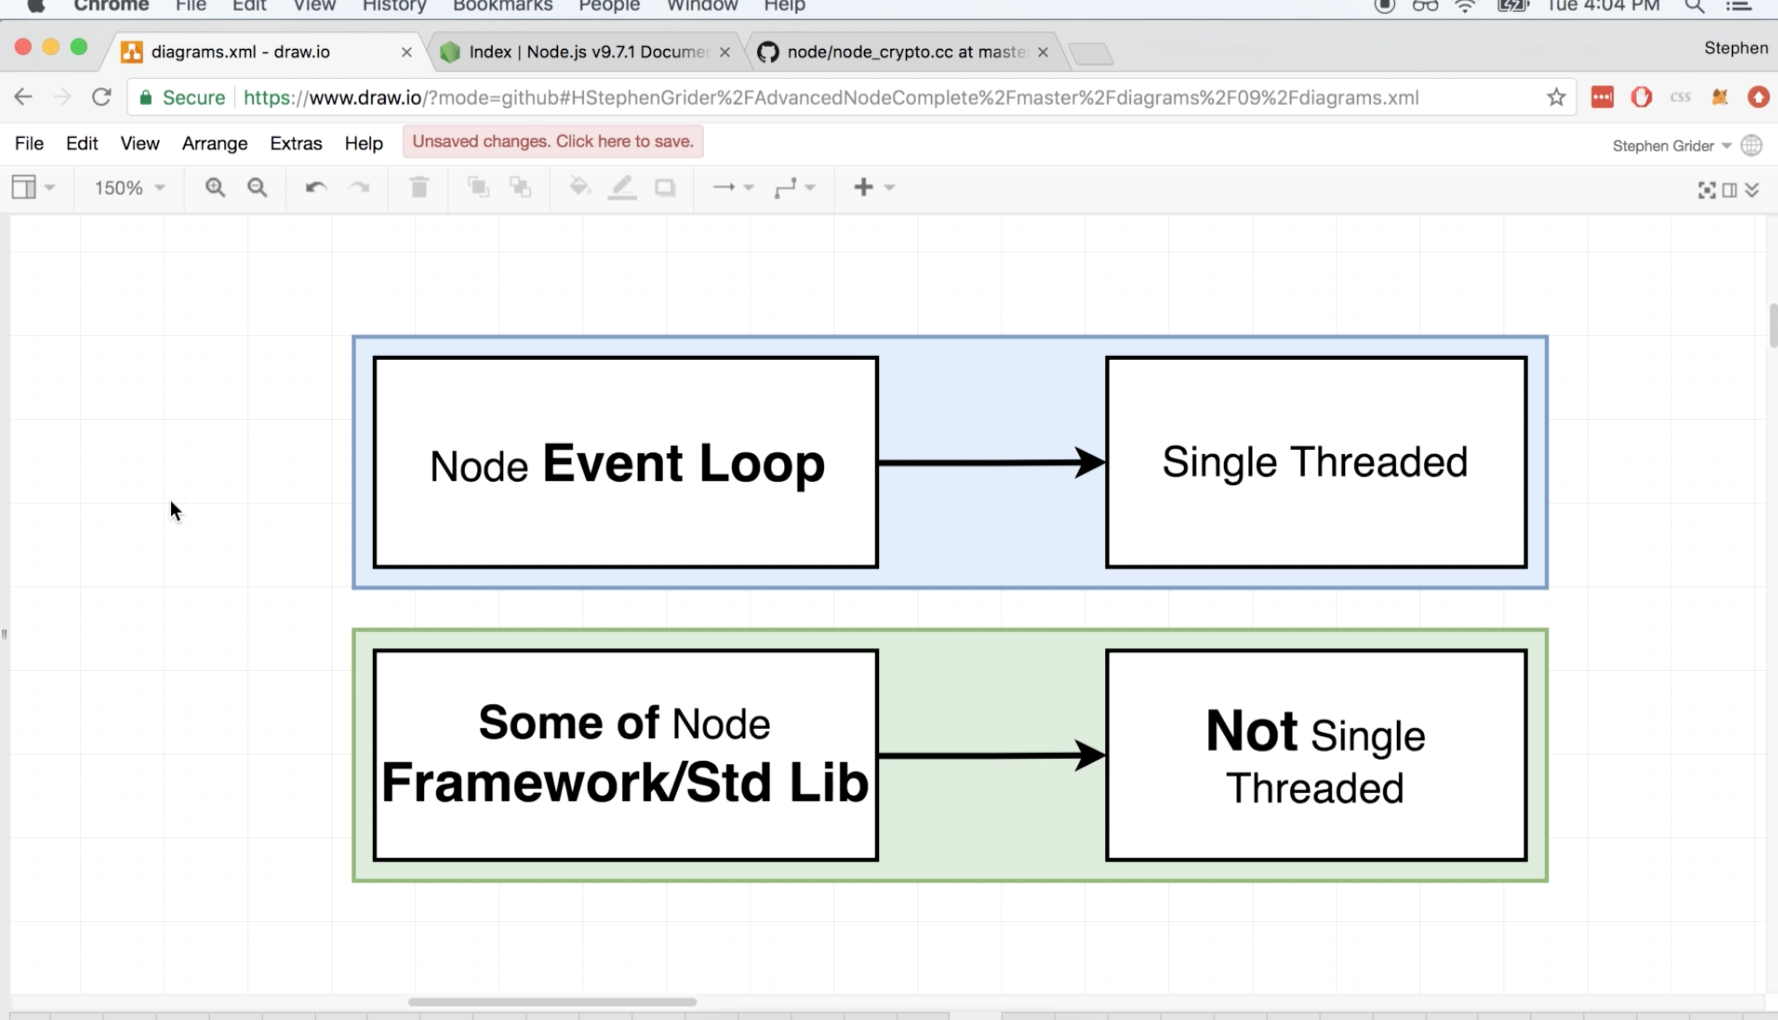 Chrome File Edit View History Bookmarks People Window Help Tue 4:04 PM
diagrams.xml - draw.io
Index | Node.js v9.7.1 Documen
node/node_crypto.cc at maste
Stephen
Secure https://www.draw.io/?mode=github#HStephenGrider%2FAdvancedNodeComplete%2Fmaster%2Fdiagrams%2F09%2Fdiagrams.xml
CSS
File Edit View Arrange Extras Help Unsaved changes. Click here to save. Stephen Grider
150%
Node Event Loop
Single Threaded
Some of Node
Framework/Std Lib
Not Single
Threaded